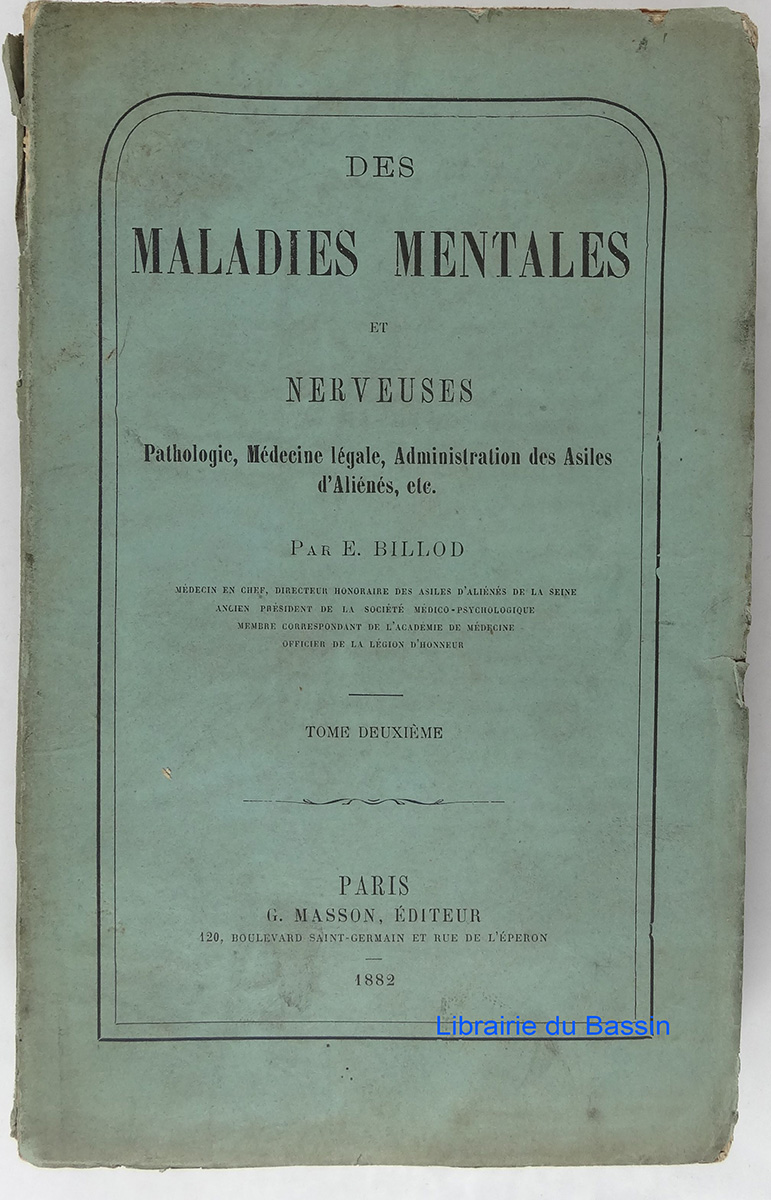 DES
MALADIES MENTALES
ET
NERVEUSES
Pathologie, Médecine légale, Administration des Asiles
d'Aliénés, etc.
PAR E. BILLOD
MÉDECIN EN CHEF, DIRECTEUR HONORAIRE DES ASILES D'ALIÉNÉS DE LA SEINE
ANCIEN PRÉSIDENT DE LA SOCIÉTÉ MÉDICO-PSYCHOLOGIQUE
MEMBRE CORRESPONDANT DE L'ACADÉMIE DE MÉDECINE
OFFICIER DE LA LÉGION D'HONNEUR
TOME DEUXIÈME
PARIS
G. MASSON, ÉDITEUR
120, BOULEVARD SAINT-GERMAIN ET RUE DE L'ÉPERON
1882
Librairie du Bassin